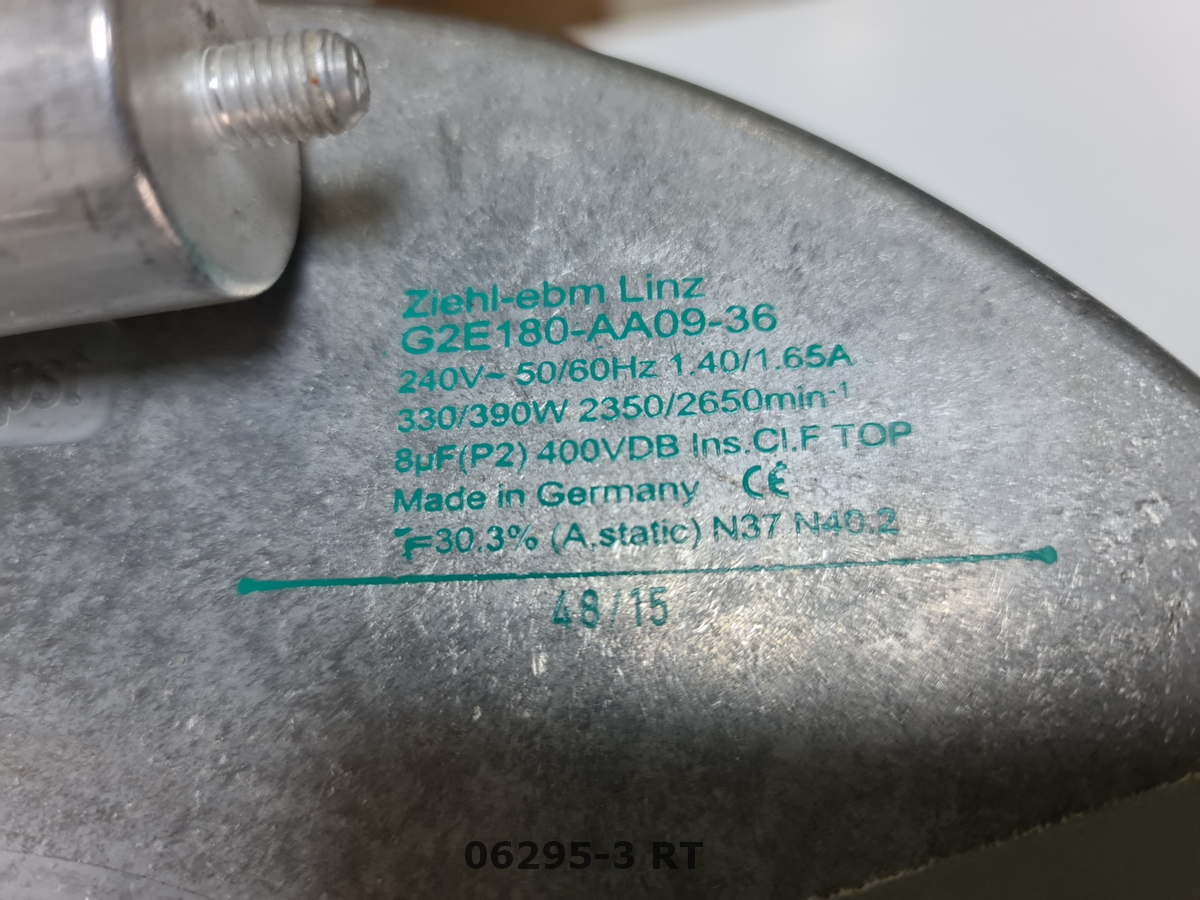 Ziehl-ebm Linz
G2E180-AA09-36
240V~ 50/60Hz 1.40/1.65A
330/390W 2350/2650min-1
8µF(P2) 400VDB Ins.Cl.F TOP
Made in Germany CE
30.3% (A,static) N37 N40.2
48/15
06295-3 RT